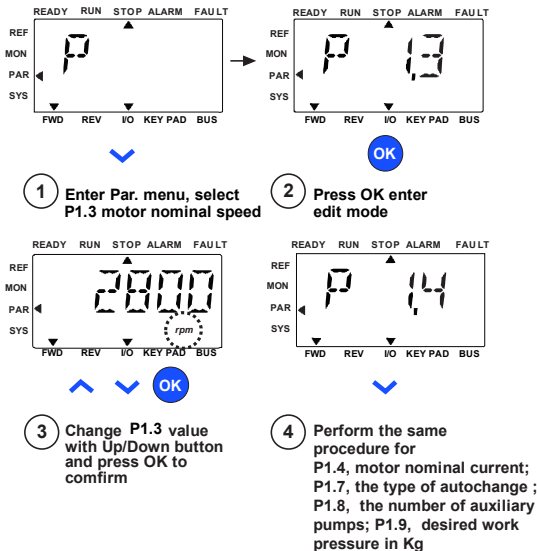 READY RUN STOP ALARM FAULT
REF
MON
PAR
SYS
P
FWD REV I/O KEY PAD BUS
1 Enter Par. menu, select
P1.3 motor nominal speed
READY RUN STOP ALARM FAULT
REF
MON
PAR
SYS
P 1,3
FWD REV I/O KEY PAD BUS
OK
2 Press OK enter
edit mode
READY RUN STOP ALARM FAULT
REF
MON
PAR
SYS
2800
rpm
FWD REV I/O KEY PAD BUS
OK
3 Change P1.3 value
with Up/Down button
and press OK to
comfirm
READY RUN STOP ALARM FAULT
REF
MON
PAR
SYS
P 1,4
FWD REV I/O KEY PAD BUS
4 Perform the same
procedure for
P1.4, motor nominal current;
P1.7, the type of autochange ;
P1.8, the number of auxiliary
pumps; P1.9, desired work
pressure in Kg